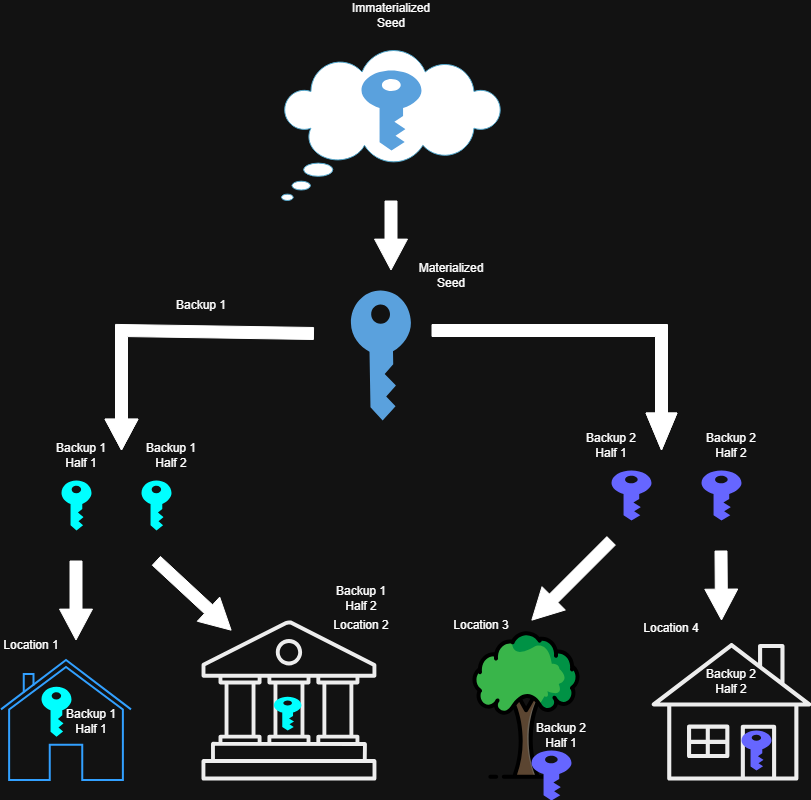 Immaterialized
Seed
Materialized
Seed
Backup 1
Backup 1
Half 1
Backup 1
Half 2
Backup 2
Half 1
Backup 2
Half 2
Backup 1
Half 2
Location 2
Location 3
Location 4
Location 1
Backup 2
Half 2
Backup 1
Half 1
Backup 2
Half 1